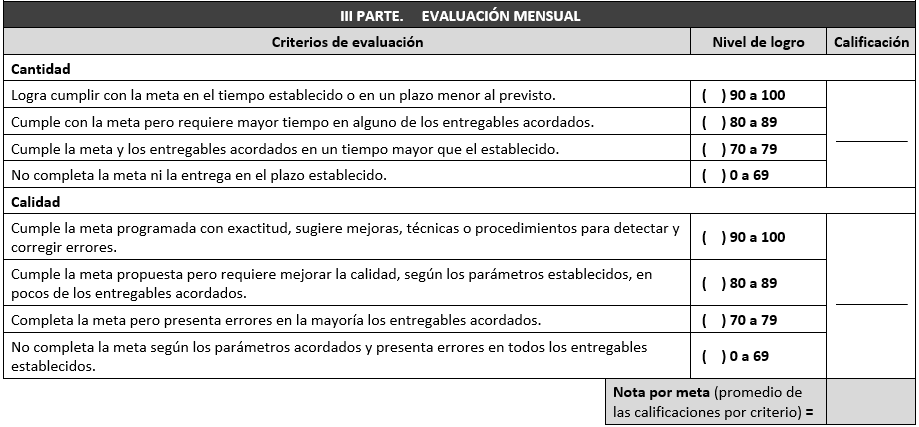 III PARTE. EVALUACIÓN MENSUAL
Criterios de evaluación Nivel de logro Calificación
Cantidad
Logra cumplir con la meta en el tiempo establecido o en un plazo menor al previsto. ( ) 90 a 100
Cumple con la meta pero requiere mayor tiempo en alguno de los entregables acordados. ( ) 80 a 89
Cumple la meta y los entregables acordados en un tiempo mayor que el establecido. ( ) 70 a 79
No completa la meta ni la entrega en el plazo establecido. ( ) 0 a 69
Calidad
Cumple la meta programada con exactitud, sugiere mejoras, técnicas o procedimientos para detectar y
corregir errores.
( ) 90 a 100
Cumple la meta propuesta pero requiere mejorar la calidad, según los parámetros establecidos, en
pocos de los entregables acordados.
( ) 80 a 89
Completa la meta pero presenta errores en la mayoría los entregables acordados. ( ) 70 a 79
No completa la meta según los parámetros acordados y presenta errores en todos los entregables
establecidos.
( ) 0 a 69
Nota por meta (promedio de
las calificaciones por criterio) =